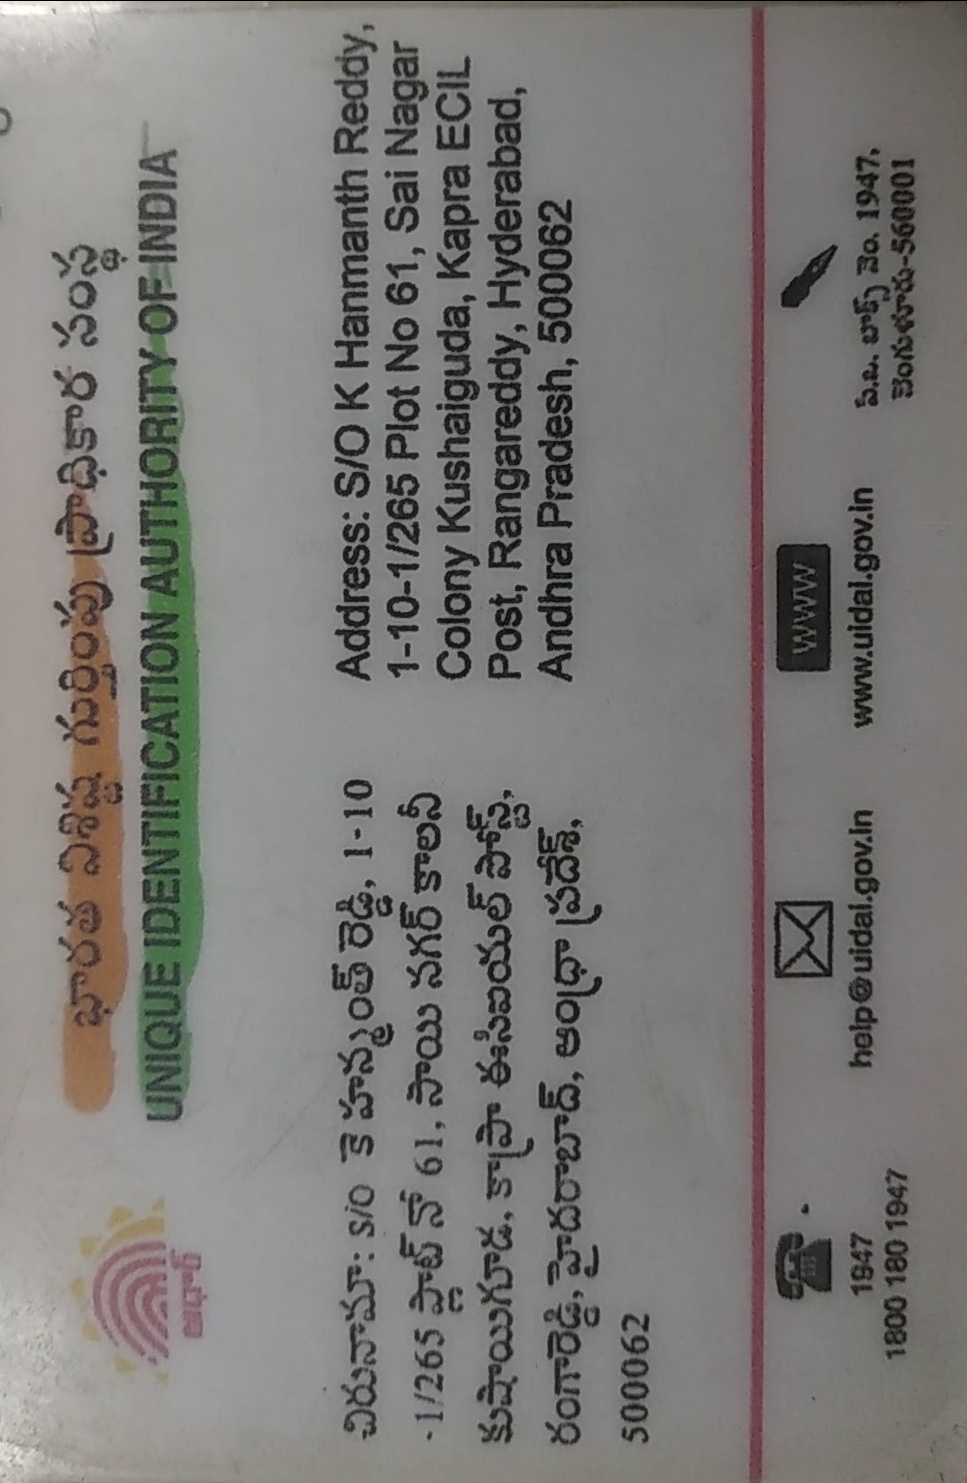 భారత విశిష్ట గుర్తింపు ప్రాధికార సంస్థ
UNIQUE IDENTIFICATION AUTHORITY OF INDIA
ఆధార్
చిరునామా: S/O కె హన్మంత్ రెడ్డి, 1-10
-1/265 ప్లాట్ నో 61, సాయి నగర్ కాలనీ
కుషాయిగూడ, కాప్రా ఈసిఐయల్ పోస్ట్,
రంగారెడ్డి, హైదరాబాద్, ఆంధ్రా ప్రదేశ్,
500062
Address: S/O K Hanmanth Reddy,
1-10-1/265 Plot No 61, Sai Nagar
Colony Kushaiguda, Kapra ECIL
Post, Rangareddy, Hyderabad,
Andhra Pradesh, 500062
1947
1800 180 1947
help@uidai.gov.in
WWW
www.uidai.gov.in
పి.బి. బాక్స్ నెం. 1947,
బెంగుళూరు-560001